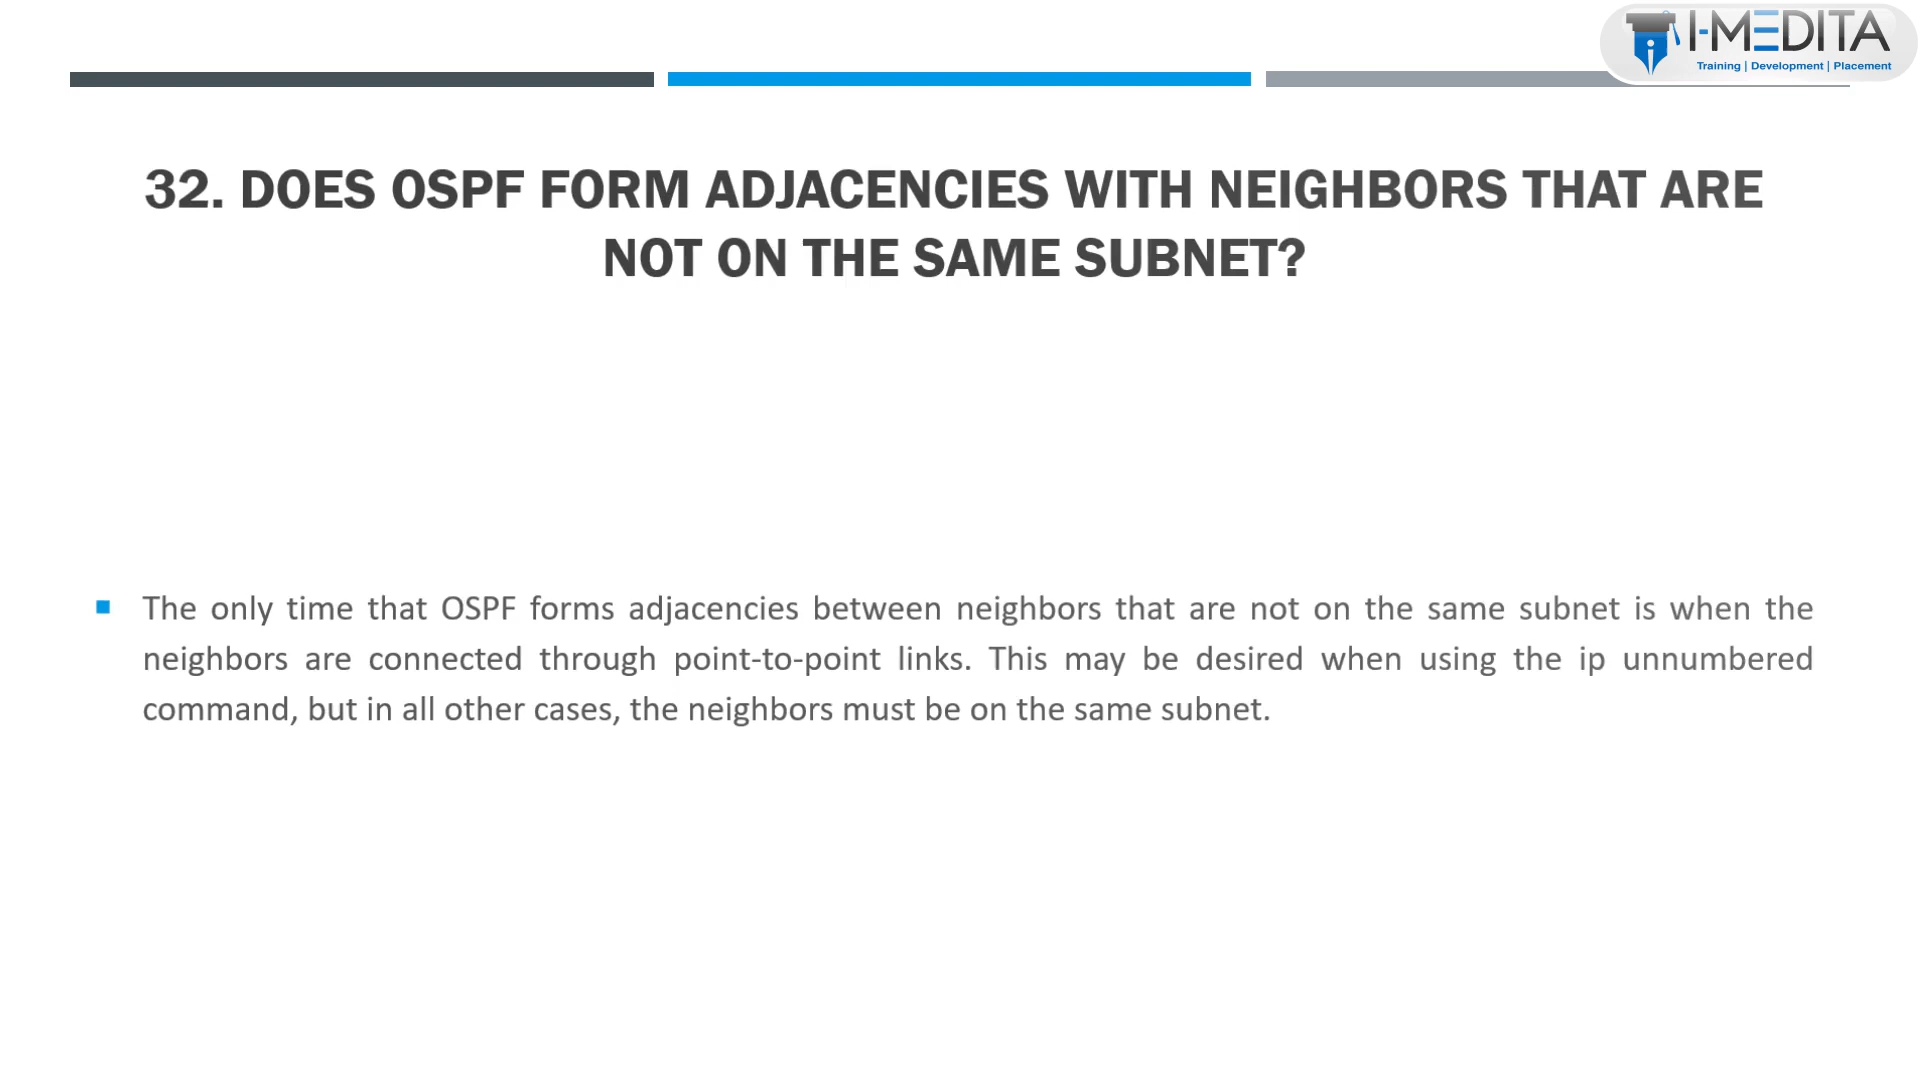 I-MEDITA
Training | Development | Placement
32. DOES OSPF FORM ADJACENCIES WITH NEIGHBORS THAT ARE
NOT ON THE SAME SUBNET?
The only time that OSPF forms adjacencies between neighbors that are not on the same subnet is when the
neighbors are connected through point-to-point links. This may be desired when using the ip unnumbered
command, but in all other cases, the neighbors must be on the same subnet.